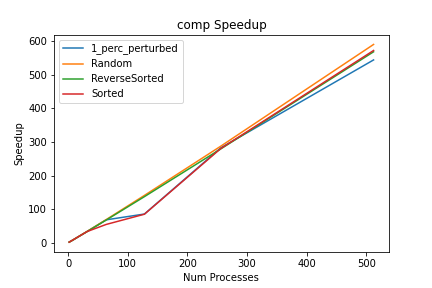 comp Speedup
600
500
400
300
200
100
0
Speedup
1_perc_perturbed
Random
ReverseSorted
Sorted
0 100 200 300 400 500
Num Processes